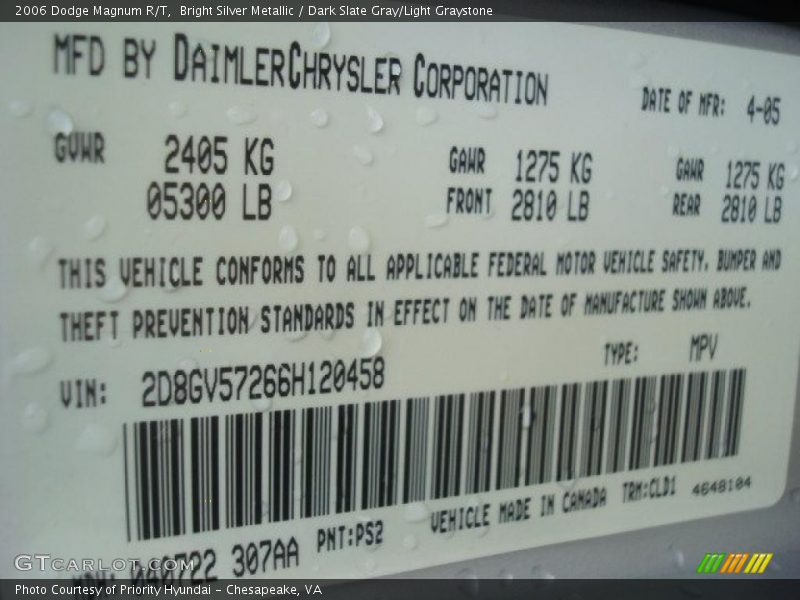 2006 Dodge Magnum R/T,  Bright Silver Metallic / Dark Slate Gray/Light Graystone
MFD BY DAIMLERCHRYSLER CORPORATION
DATE OF MFR: 4-05
GVWR 2405 KG GAWR 1275 KG GAWR 1275 KG
05300 LB FRONT 2810 LB REAR 2810 LB
THIS VEHICLE CONFORMS TO ALL APPLICABLE FEDERAL MOTOR VEHICLE SAFETY, BUMPER AND
THEFT PREVENTION STANDARDS IN EFFECT ON THE DATE OF MANUFACTURE SHOWN ABOVE.
TYPE: MPV
VIN: 2D8GV57266H120458
VEHICLE MADE IN CANADA TRM:CLD1 4648104
MDH: 040722 307AA PNT:PS2
GTCARLOT.COM
Photo Courtesy of Priority Hyundai – Chesapeake, VA